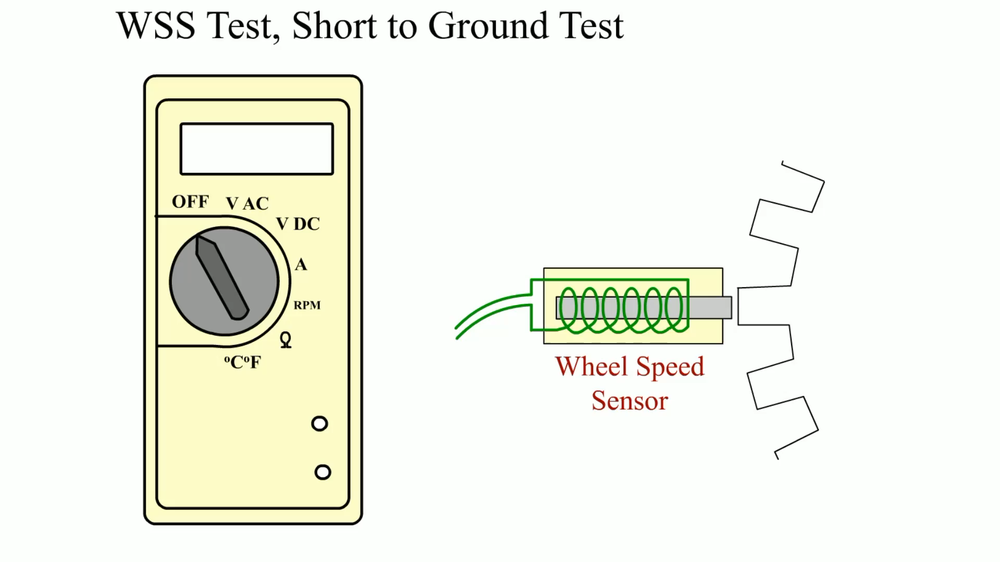 WSS Test, Short to Ground Test
OFF
V AC
V DC
A
RPM
Ω
ºCºF
Wheel Speed
Sensor